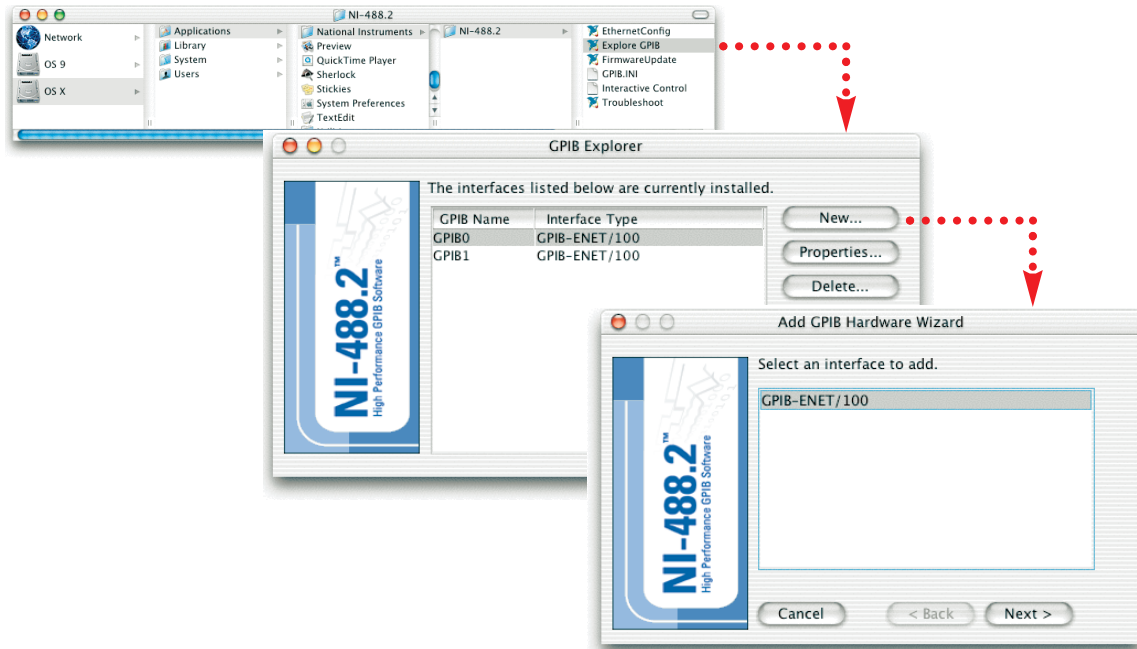 NI-488.2
Network
OS 9
OS X
Applications
Library
System
Users
National Instruments
Preview
QuickTime Player
Sherlock
Stickies
System Preferences
TextEdit
NI-488.2
EthernetConfig
Explore GPIB
FirmwareUpdate
GPIB.INI
Interactive Control
Troubleshoot
GPIB Explorer
NI-488.2™
High Performance GPIB Software
The interfaces listed below are currently installed.
GPIB Name Interface Type
GPIB0 GPIB-ENET/100
GPIB1 GPIB-ENET/100
New...
Properties...
Delete...
Add GPIB Hardware Wizard
NI-488.2™
High Performance GPIB Software
Select an interface to add.
GPIB-ENET/100
Cancel
< Back
Next >